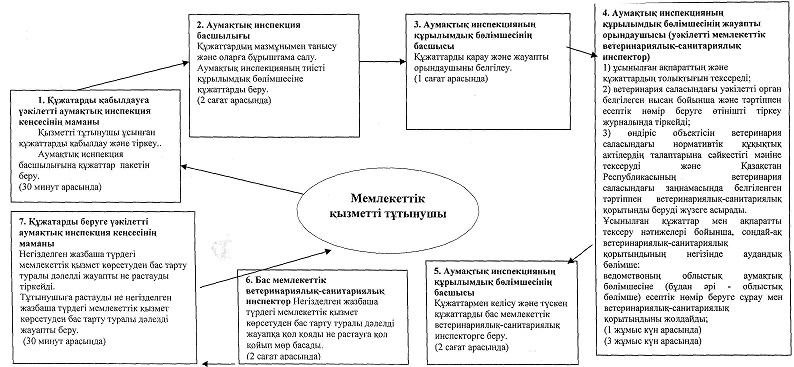 1. Құжатарды қабылдауға
уәкілетті аумақтық инспекция
кеңсесінің маманы
Қызметті тұтынушы ұсынған
құжаттарды қабылдау және тіркеу..
Аумақтық иснпекция
басшылығына құжаттар пакетін
беру.
(30 минут арасында)
2. Аумақтық инспекция
басшылығы
Құжаттардың мазмұнымен танысу
және оларға бұрыштама салу.
Аумақтық инспекцияның тиісті
құрылымдық бөлімшесіне
құжаттарды беру.
(2 сағат арасында)
3. Аумақтық инспекцияның
құрылымдық бөлімшесінің
басшысы
Құжаттарды қарау және жауапты
орындаушыны белгілеу.
(1 сағат арасында)
4. Аумақтық инспекцияның
құрылымдық бөлімшесінің жауапты
орындаушысы (уәкілетті мемлекеттік
ветеринариялық-санитариялық
инспектор)
1) ұсынылған ақпараттың және
құжаттардың толықтығын тексереді;
2) ветеринария саласындағы уәкілетті орган
белгілеген нысан бойынша және тәртіппен
есептік нөмір беруге өтінішті тіркеу
журналында тіркейді;
3) өндіріс объектісін ветеринария
саласындағы нормативтік құқықтық
актілердің талаптарына сәйкестігі мәніне
тексереді және Қазақстан
Республикасының ветеринария
саласындағы заңнамасында белгіленген
тәртіппен ветеринариялық-санитариялық
қорытынды беруді жүзеге асырады.
Ұсынылған құжаттар мен ақпаратты
тексеру нәтижелері бойынша, сондай-ақ
ветеринариялық-санитариялық
қорытындының негізінде аудандық
бөлімше:
ведомствоның облыстық аумақтық
бөлімшесіне (бұдан әрі - облыстық
бөлімше) есептік нөмір беруге сұрау мен
ветеринариялық-санитариялық
қорытындыны жолдайды;
(1 жұмыс күн арасында)
(3 жұмыс күн арасында)
Мемлекеттік
қызметті тұтынушы
5. Аумақтық инспекцияның
құрылымдық бөлімшесінің
басшысы
Құжаттармен келісу және түскен
құжаттарды бас мемлекеттік
ветеринариялық-санитариялық
инспекторге беру.
(2 сағат арасында)
6. Бас мемлекеттік
ветеринариялық-санитариялық
инспектор Негізделген жазбаша
түрдегі мемлекеттік қызмет
көрсетуден бас тарту туралы дәлелді
жауапқа қол қояды не растауға қол
қойып мөр басады.
(2 сағат арасында)
7. Құжатарды беруге уәкілетті
аумақтық инспекция кеңсесінің
маманы
Негізделген жазбаша түрдегі
мемлекеттік қызмет көрсетуден бас тарту
туралы дәлелді жауапты не растауды
тіркейді.
Тұтынушыға растауды не негізделген
жазбаша түрдегі мемлекеттік қызмет
көрсетуден бас тарту туралы дәлелді
жауапты беру.
(30 минут арасында)